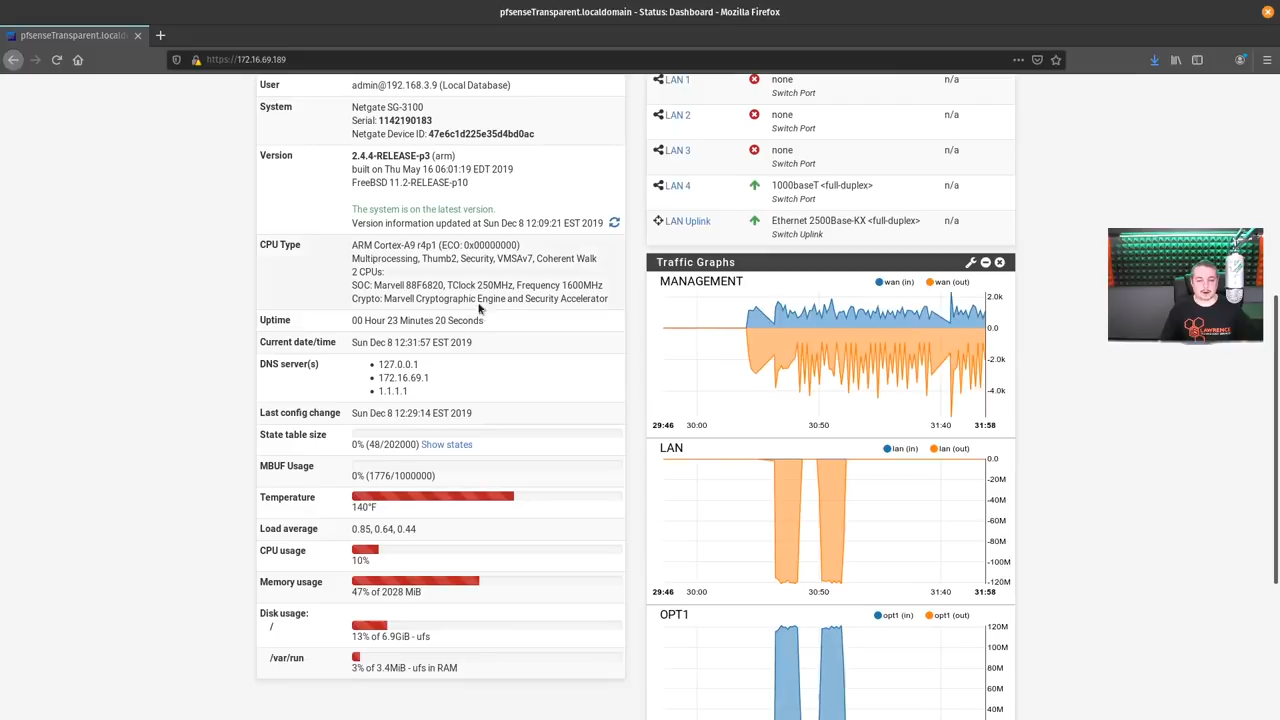 pfsenseTransparent.localdomain - Status: Dashboard - Mozilla Firefox
pfsenseTransparent.locald
https://172.16.69.189
User admin@192.168.3.9 (Local Database)
System Netgate SG-3100
Serial: 1142190183
Netgate Device ID: 47e6c1d225e35d4bd0ac
Version 2.4.4-RELEASE-p3 (arm)
built on Thu May 16 06:01:19 EDT 2019
FreeBSD 11.2-RELEASE-p10
The system is on the latest version.
Version information updated at Sun Dec 8 12:09:21 EST 2019
CPU Type ARM Cortex-A9 r4p1 (ECO: 0x00000000)
Multiprocessing, Thumb2, Security, VMSAv7, Coherent Walk
2 CPUs:
SOC: Marvell 88F6820, TClock 250MHz, Frequency 1600MHz
Crypto: Marvell Cryptographic Engine and Security Accelerator
Uptime 00 Hour 23 Minutes 20 Seconds
Current date/time Sun Dec 8 12:31:57 EST 2019
DNS server(s) • 127.0.0.1
• 172.16.69.1
• 1.1.1.1
Last config change Sun Dec 8 12:29:14 EST 2019
State table size
0% (48/202000) Show states
MBUF Usage
0% (1776/1000000)
Temperature
140°F
Load average 0.85, 0.64, 0.44
CPU usage
10%
Memory usage
47% of 2028 MiB
Disk usage:
/
13% of 6.9GiB - ufs
/var/run
3% of 3.4MiB - ufs in RAM
LAN 1 none n/a
Switch Port
LAN 2 none n/a
Switch Port
LAN 3 none n/a
Switch Port
LAN 4 1000baseT <full-duplex> n/a
Switch Port
LAN Uplink Ethernet 2500Base-KX <full-duplex> n/a
Switch Uplink
Traffic Graphs
MANAGEMENT wan (in) wan (out)
2.0k
0.0
-2.0k
-4.0k
29:46 30:00 30:50 31:40 31:58
LAN lan (in) lan (out)
0.0
-20M
-40M
-60M
-80M
-100M
-120M
29:46 30:00 30:50 31:40 31:58
OPT1 opt1 (in) opt1 (out)
120M
100M
80M
60M
40M
LAWRENCE